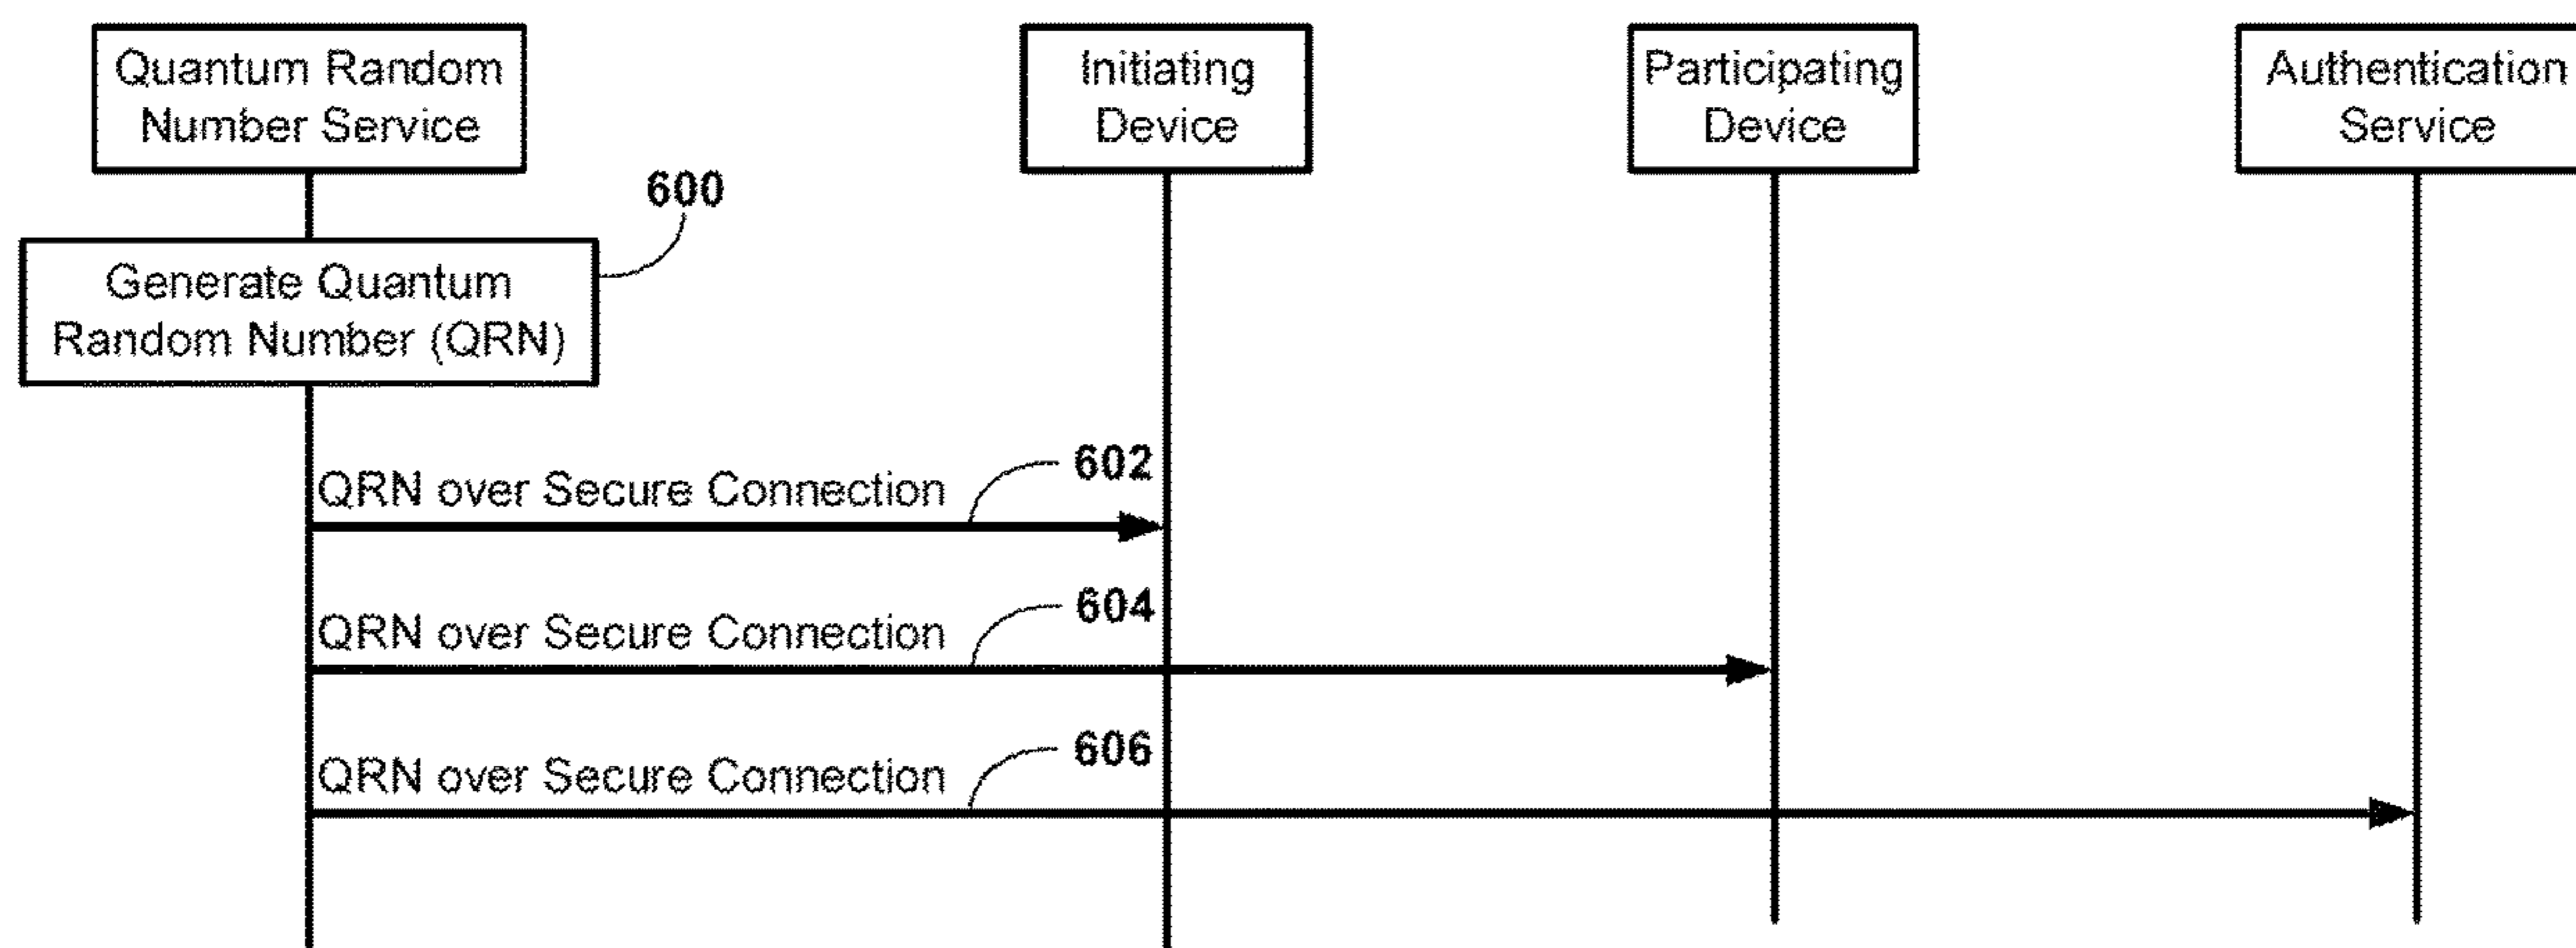 Quantum Random
Number Service
Initiating
Device
Participating
Device
Authentication
Service
600
Generate Quantum
Random Number (QRN)
QRN over Secure Connection
602
QRN over Secure Connection
604
QRN over Secure Connection
606